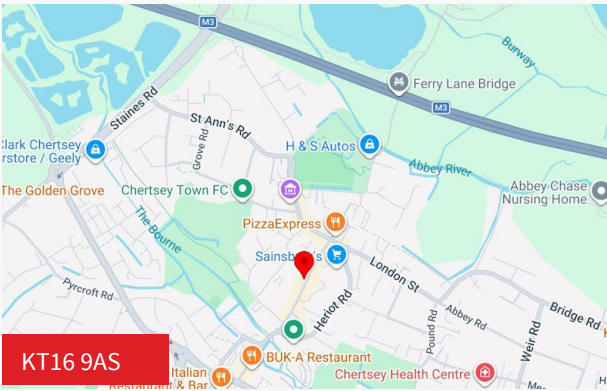 M3
Burway
Ferry Lane Bridge
Staines Rd
M3
St Ann's Rd
Grove Rd
Clark Chertsey
rstore / Geely
H & S Autos
Abbey River
Abbey Chase
Nursing Home
The Golden Grove
Chertsey Town FC
The Bourne
PizzaExpress
Sainsb
's
London St
Pyrcroft Rd
Heriot Rd
Abbey Rd
Bridge Rd
Pound Rd
Weir Rd
KT16 9AS
BUK-A Restaurant
Italian
Restaurant & Bar
Chertsey Health Centre